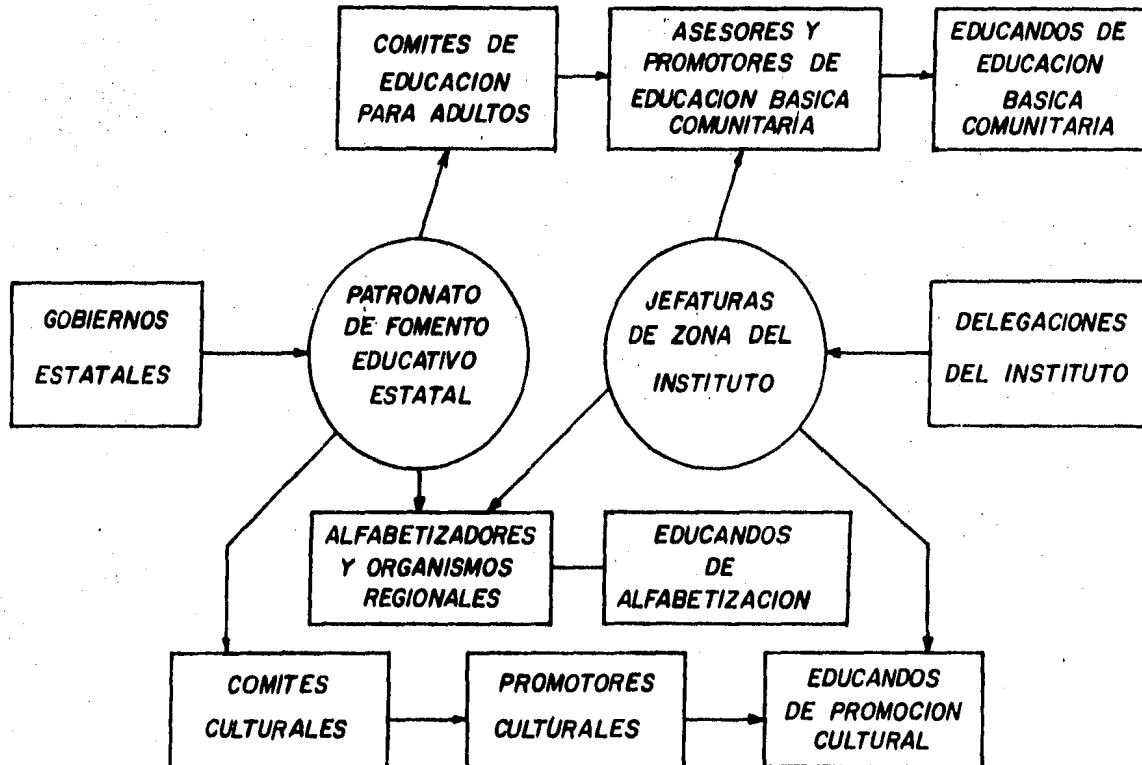 COMITES DE
EDUCACION
PARA ADULTOS
ASESORES Y
PROMOTORES DE
EDUCACION BASICA
COMUNITARIA
EDUCANDOS DE
EDUCACION
BASICA
COMUNITARIA
GOBIERNOS
ESTATALES
PATRONATO
DE FOMENTO
EDUCATIVO
ESTATAL
JEFATURAS
DE ZONA DEL
INSTITUTO
DELEGACIONES
DEL INSTITUTO
ALFABETIZADORES
Y ORGANISMOS
REGIONALES
EDUCANDOS
DE
ALFABETIZACION
COMITES
CULTURALES
PROMOTORES
CULTURALES
EDUCANDOS
DE PROMOCION
CULTURAL